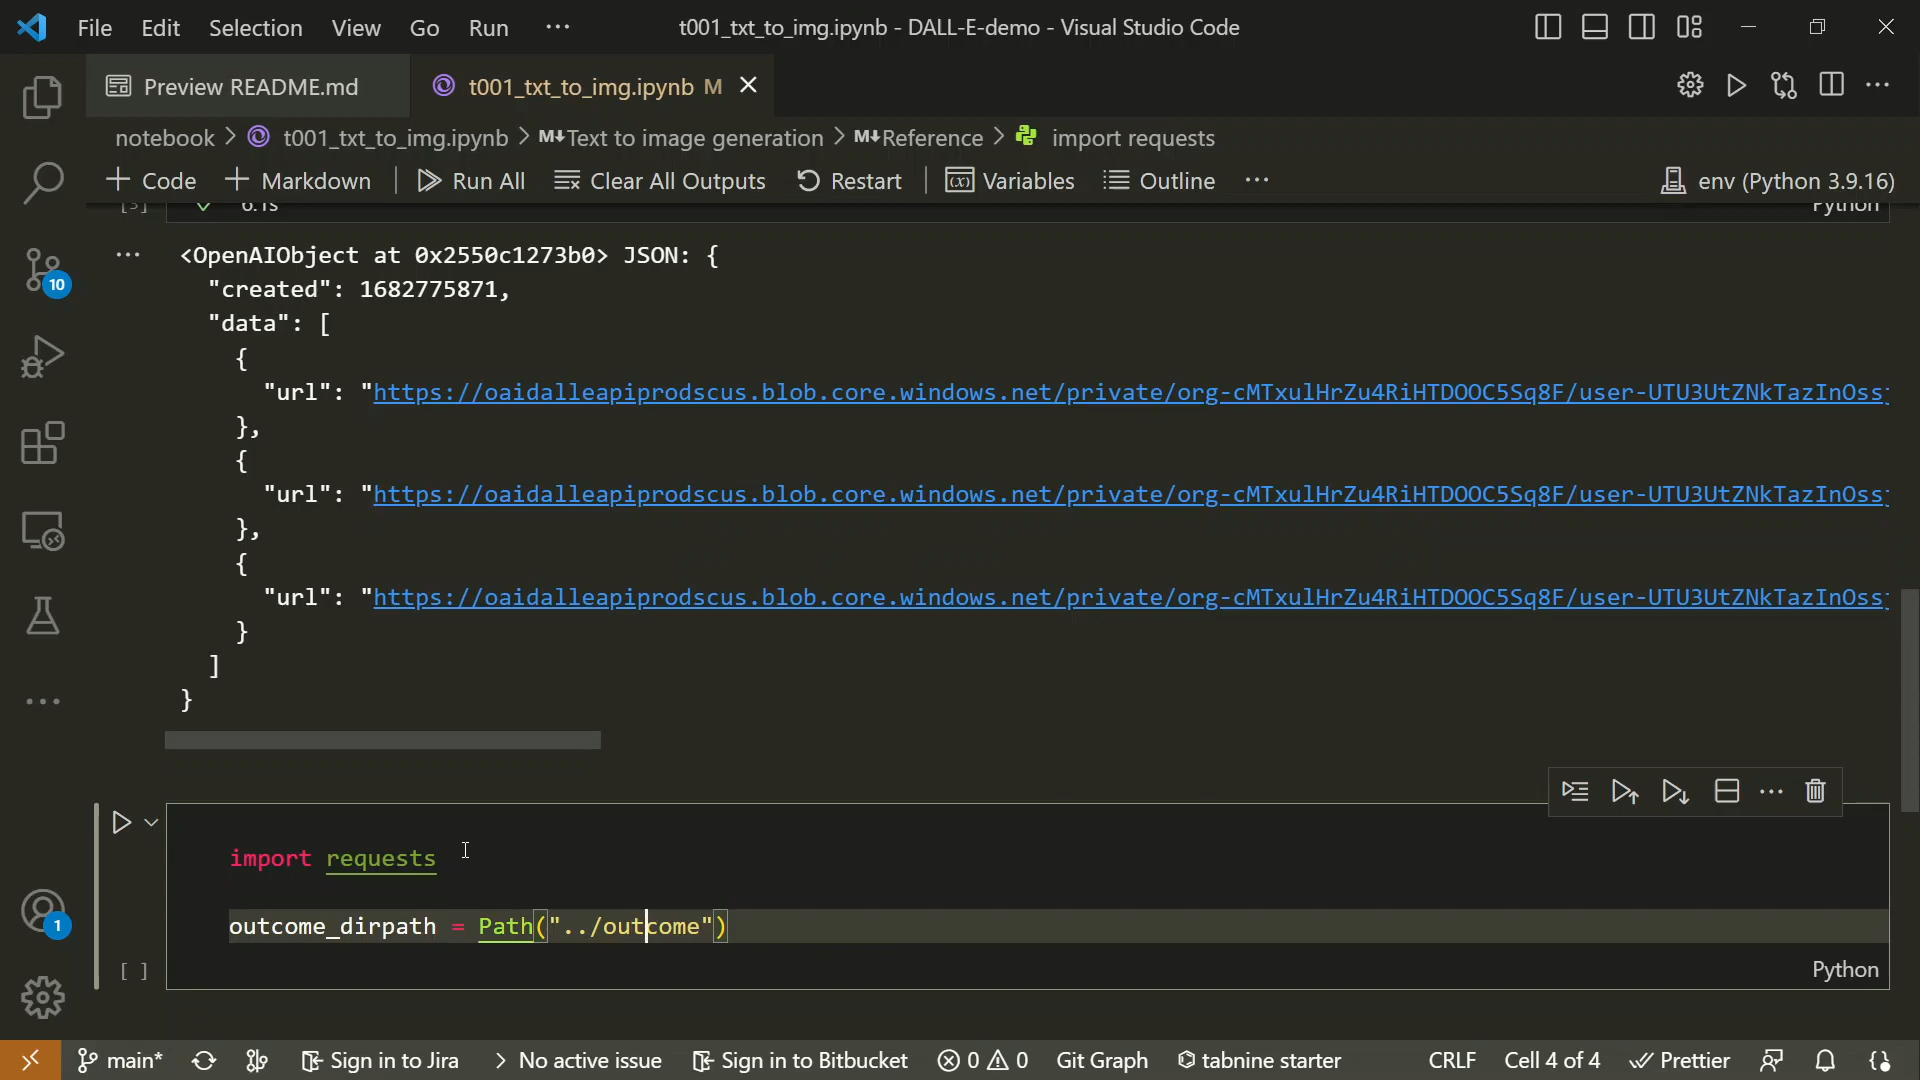 File Edit Selection View Go Run ··· t001_txt_to_img.ipynb - DALL-E-demo - Visual Studio Code
Preview README.md t001_txt_to_img.ipynb M
notebook > t001_txt_to_img.ipynb > M↓Text to image generation > M↓Reference > import requests
+ Code + Markdown | Run All Clear All Outputs Restart | Variables Outline ··· env (Python 3.9.16)
[3] 6.1s Python
··· <OpenAIObject at 0x2550c1273b0> JSON: {
"created": 1682775871,
"data": [
{
"url": "https://oaidalleapiprodscus.blob.core.windows.net/private/org-cMTxulHrZu4RiHTDOOC5Sq8F/user-UTU3UtZNkTazInOss
},
{
"url": "https://oaidalleapiprodscus.blob.core.windows.net/private/org-cMTxulHrZu4RiHTDOOC5Sq8F/user-UTU3UtZNkTazInOss
},
{
"url": "https://oaidalleapiprodscus.blob.core.windows.net/private/org-cMTxulHrZu4RiHTDOOC5Sq8F/user-UTU3UtZNkTazInOss
}
]
}
import requests
outcome_dirpath = Path("../outcome")
[ ] Python
10
1
main* Sign in to Jira > No active issue Sign in to Bitbucket 0 0 Git Graph tabnine starter CRLF Cell 4 of 4 Prettier